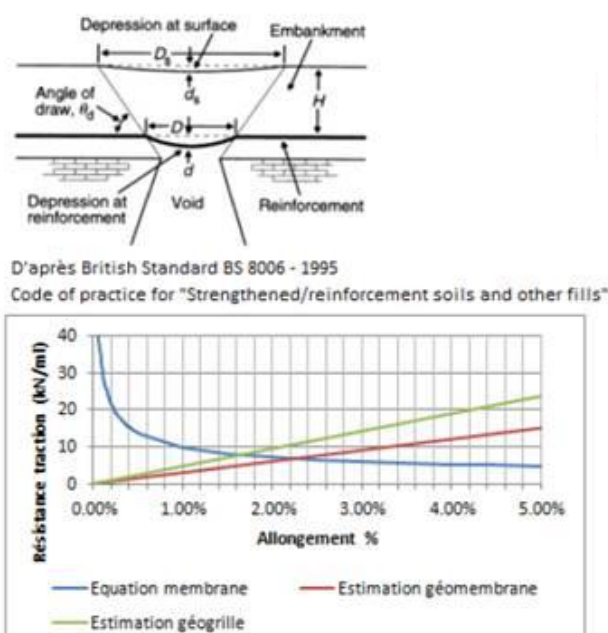 Depression at surface
Embankment
Dₛ
dₛ
H
Angle of
draw, θd
D
d
Depression at
reinforcement
Void
Reinforcement
D'après British Standard BS 8006 - 1995
Code of practice for "Strengthened/reinforcement soils and other fills"
Résistance traction (kN/ml)
40
30
20
10
0
0.00% 1.00% 2.00% 3.00% 4.00% 5.00%
Allongement %
Equation membrane
Estimation géomembrane
Estimation géogrille